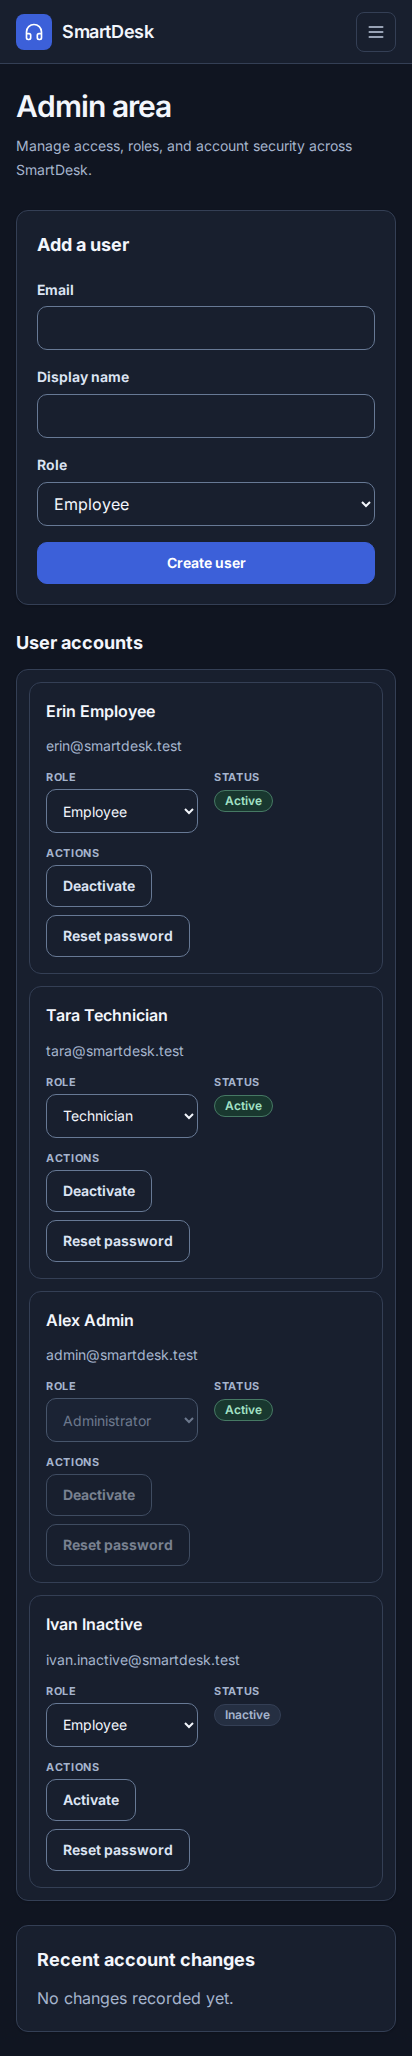 SmartDesk
Admin area
Manage access, roles, and account security across
SmartDesk.
Add a user
Email
Display name
Role
Employee
Create user
User accounts
Erin Employee
erin@smartdesk.test
ROLE
STATUS
Employee
Active
ACTIONS
Deactivate
Reset password
Tara Technician
tara@smartdesk.test
ROLE
STATUS
Technician
Active
ACTIONS
Deactivate
Reset password
Alex Admin
admin@smartdesk.test
ROLE
STATUS
Administrator
Active
ACTIONS
Deactivate
Reset password
Ivan Inactive
ivan.inactive@smartdesk.test
ROLE
STATUS
Employee
Inactive
ACTIONS
Activate
Reset password
Recent account changes
No changes recorded yet.